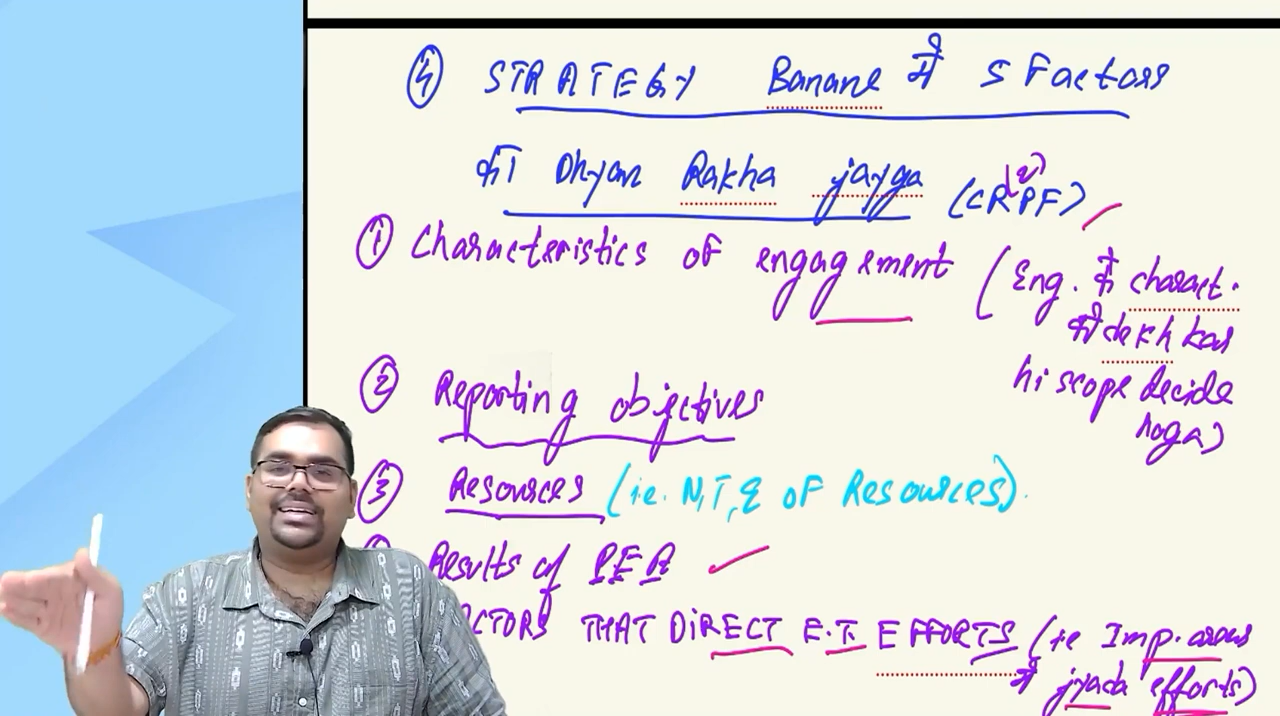 ④ STRATEGY Banane में 5 Factors
का Dhyan Rakha jayga (CRPF)
(2)
① Characteristics of engagement (Eng. के charact.
को dekh kar
hi scope decide
hoga)
② Reporting objectives
③ Resources (i.e. N,T,E OF Resources).
Results of PEA
CTORS THAT DIRECT E.T. EFFORTS (ie Imp. areas
में jyada efforts)